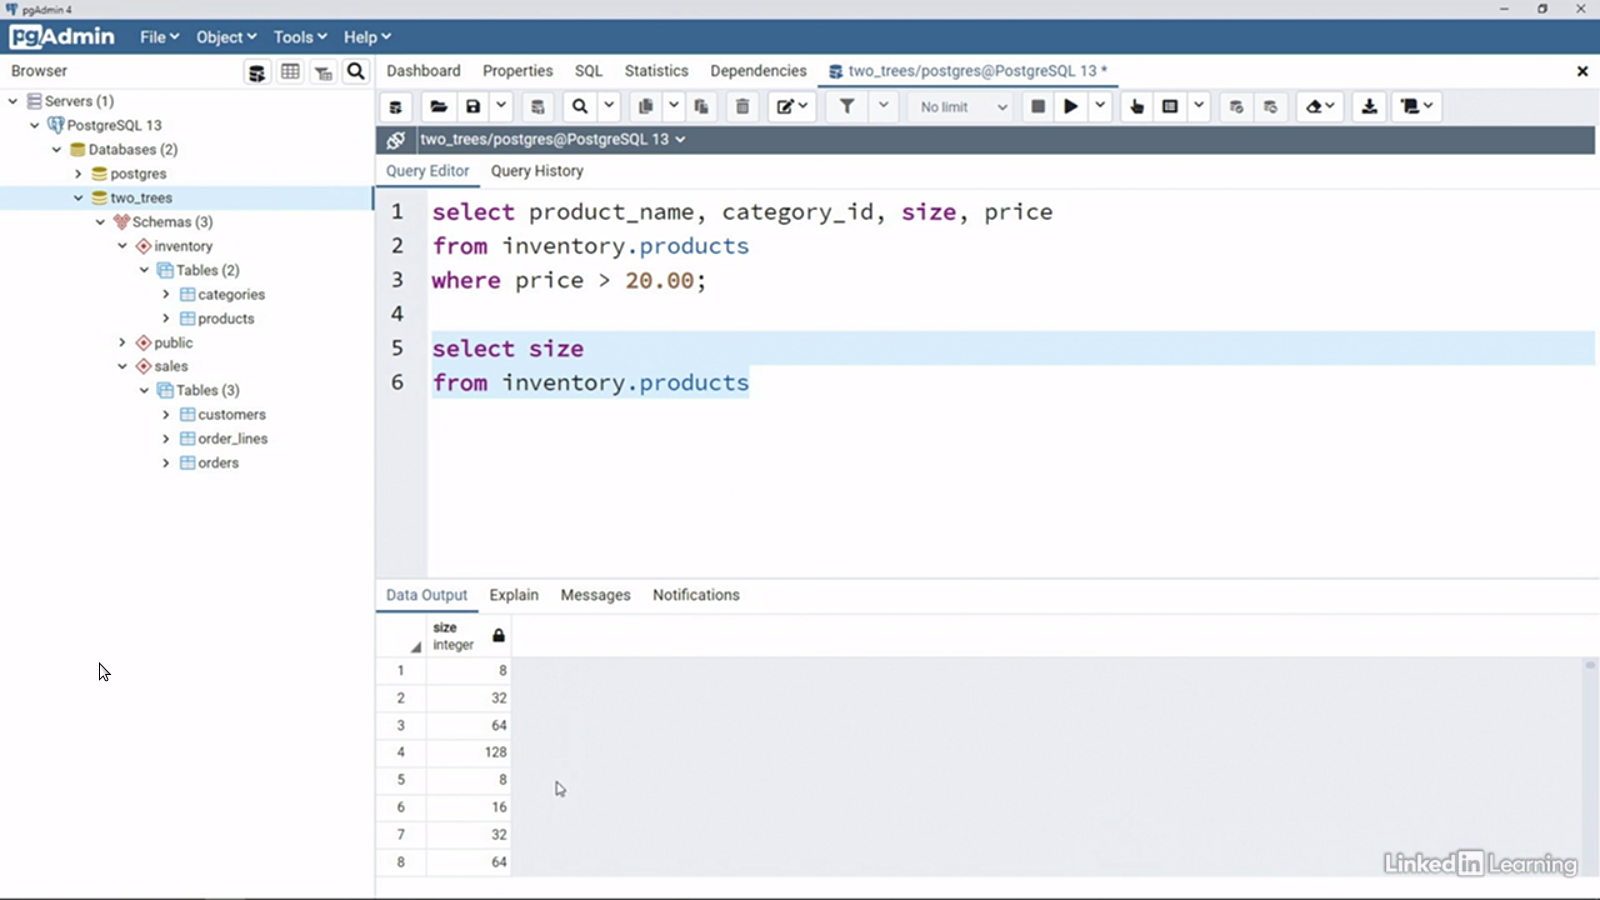 pgAdmin 4
pgAdmin File Object Tools Help
Browser
Dashboard Properties SQL Statistics Dependencies two_trees/postgres@PostgreSQL 13 *
No limit
two_trees/postgres@PostgreSQL 13
Servers (1)
PostgreSQL 13
Databases (2)
postgres
two_trees
Schemas (3)
inventory
Tables (2)
categories
products
public
sales
Tables (3)
customers
order_lines
orders
Query Editor Query History
1 select product_name, category_id, size, price
2 from inventory.products
3 where price > 20.00;
4
5 select size
6 from inventory.products
Data Output Explain Messages Notifications
size
integer
1 8
2 32
3 64
4 128
5 8
6 16
7 32
8 64
Linked in Learning